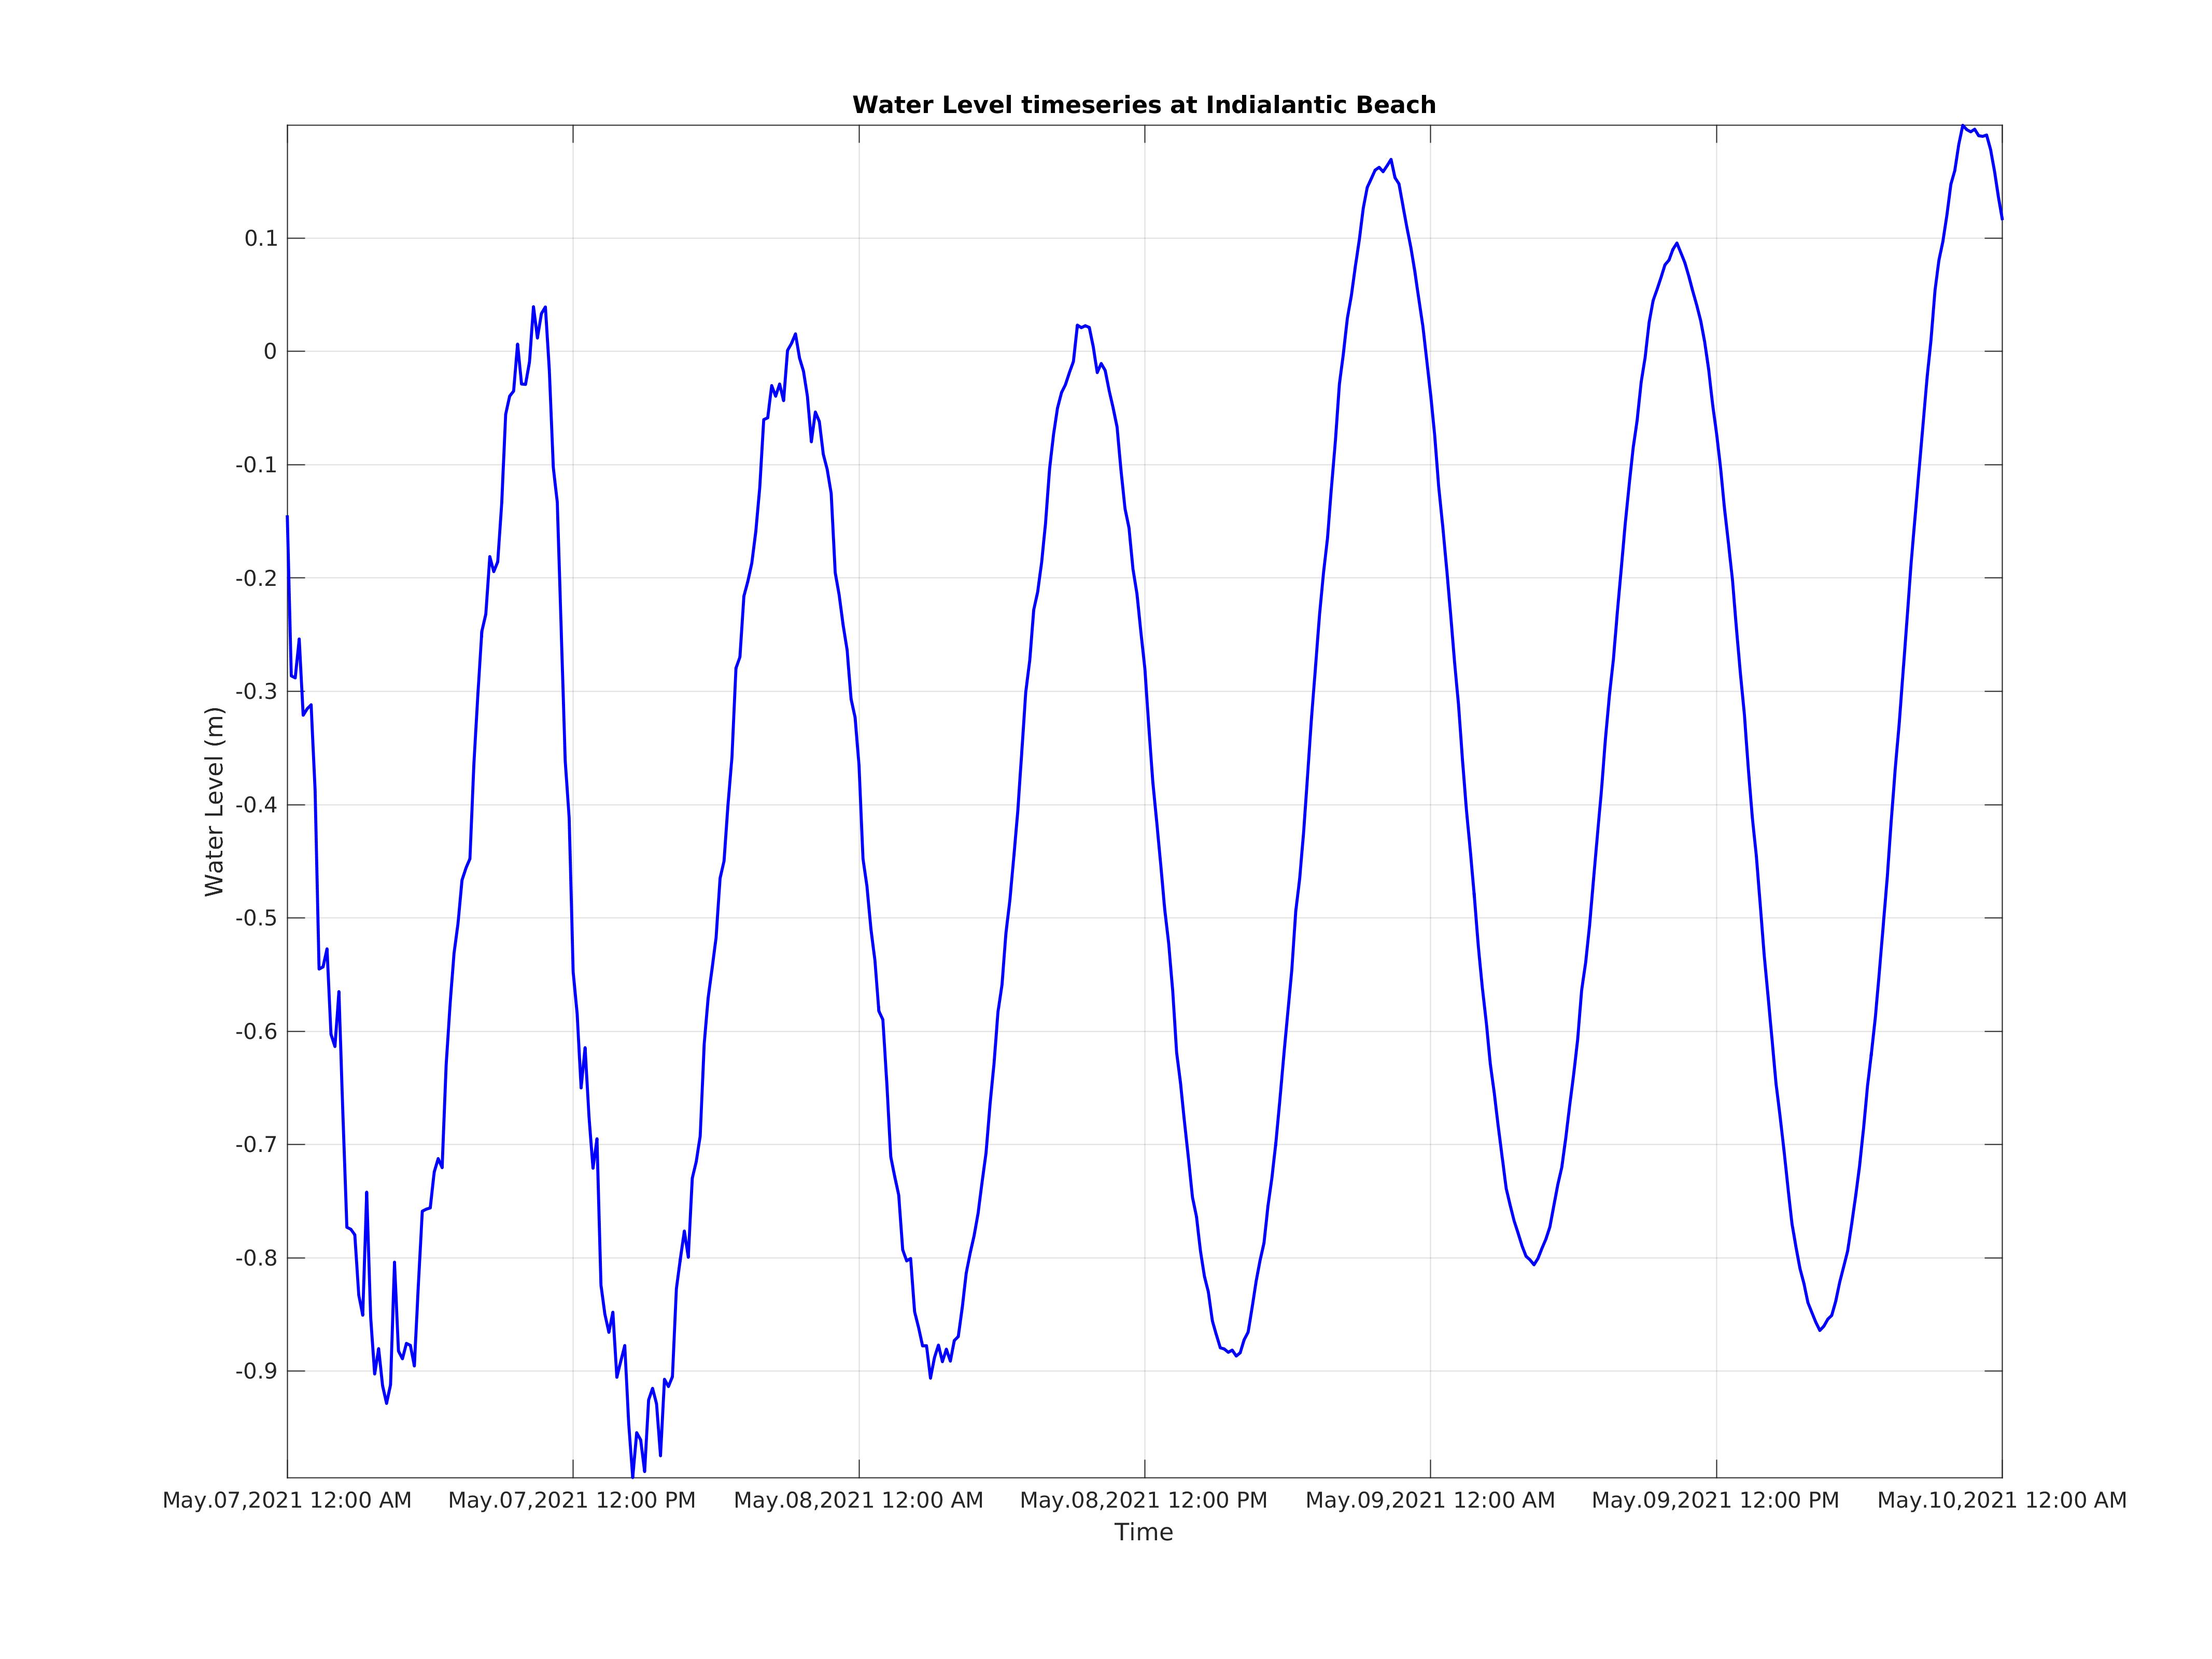 Water Level timeseries at Indialantic Beach
0.1
0
-0.1
-0.2
-0.3
-0.4
-0.5
-0.6
-0.7
-0.8
-0.9
Water Level (m)
May.07,2021 12:00 AM May.07,2021 12:00 PM May.08,2021 12:00 AM May.08,2021 12:00 PM May.09,2021 12:00 AM May.09,2021 12:00 PM May.10,2021 12:00 AM
Time